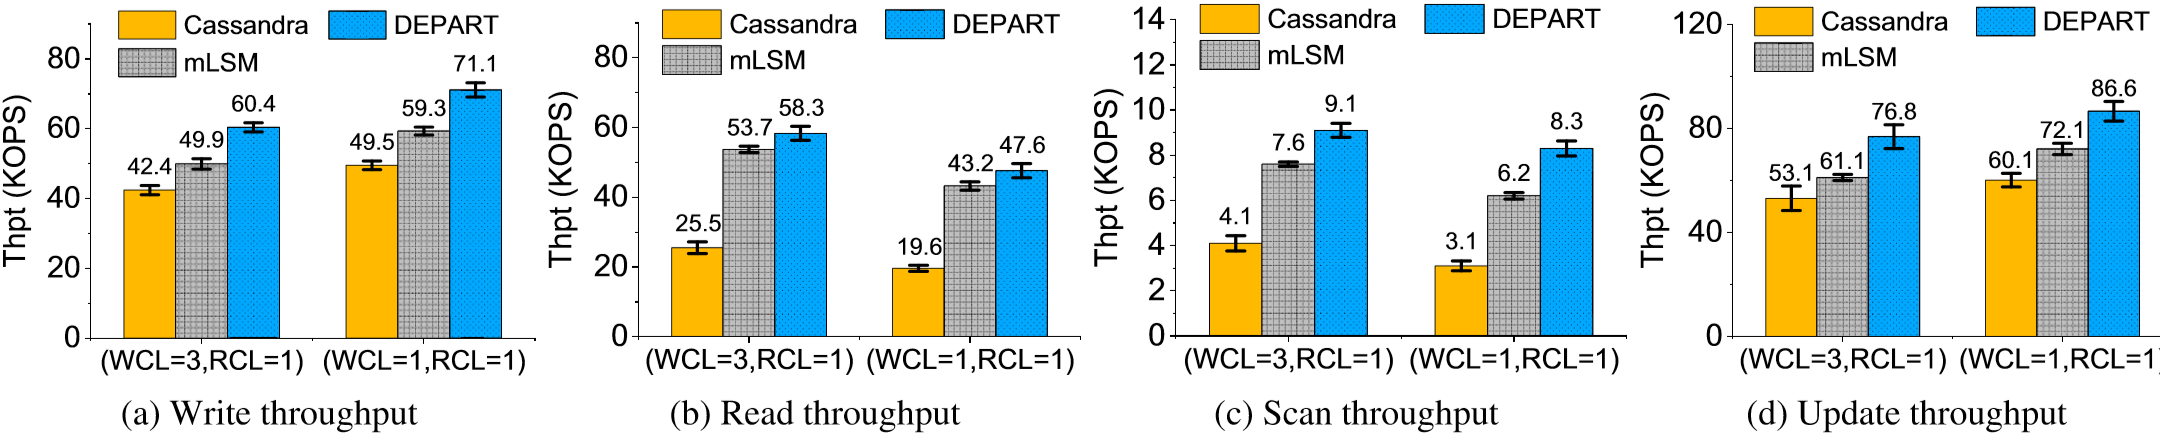 Cassandra DEPART
mLSM
Thpt (KOPS)
80
60
40
20
0
42.4 49.9 60.4 49.5 59.3 71.1
(WCL=3,RCL=1) (WCL=1,RCL=1)
(a) Write throughput
Cassandra DEPART
mLSM
Thpt (KOPS)
80
60
40
20
0
25.5 53.7 58.3 19.6 43.2 47.6
(WCL=3,RCL=1) (WCL=1,RCL=1)
(b) Read throughput
Cassandra DEPART
mLSM
Thpt (KOPS)
14
12
10
8
6
4
2
0
4.1 7.6 9.1 3.1 6.2 8.3
(WCL=3,RCL=1) (WCL=1,RCL=1)
(c) Scan throughput
Cassandra DEPART
mLSM
Thpt (KOPS)
120
80
40
0
53.1 61.1 76.8 60.1 72.1 86.6
(WCL=3,RCL=1) (WCL=1,RCL=1)
(d) Update throughput